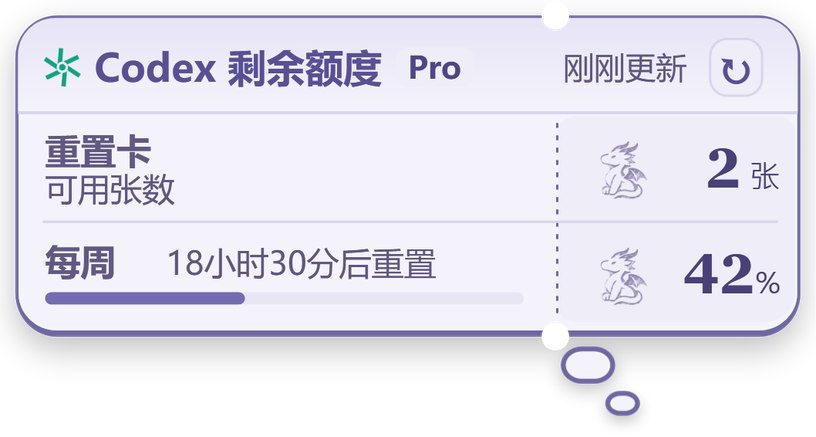 Codex 剩余额度 Pro 刚刚更新
重置卡
可用张数
2 张
每周 18小时30分后重置
42%